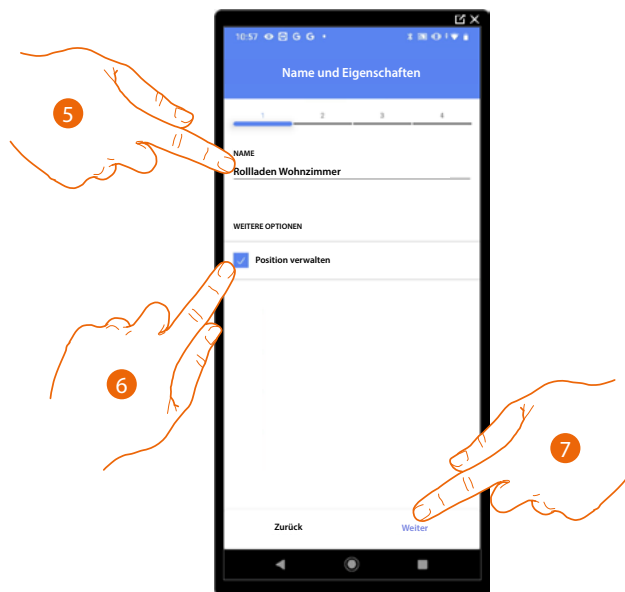 10:57 G G
Name und Eigenschaften
1 2 3 4
5
NAME
Rollladen Wohnzimmer
WEITERE OPTIONEN
Position verwalten
6
7
Zurück Weiter